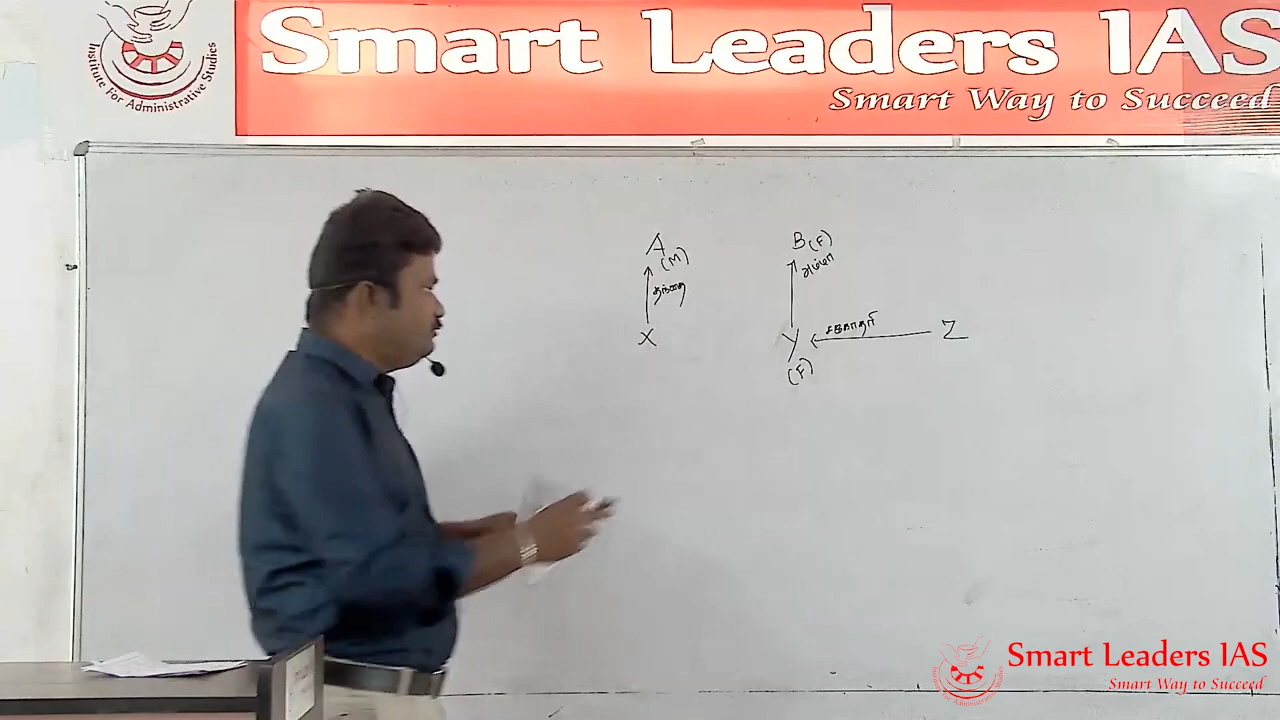 Smart Leaders IAS
Smart Way to Succeed
Institute For Administrative Studies
A
(M)
தந்தை
X
B (F)
அம்மா
Y
(F)
சகோதரி
Z
Smart Leaders IAS
Smart Way to Succeed